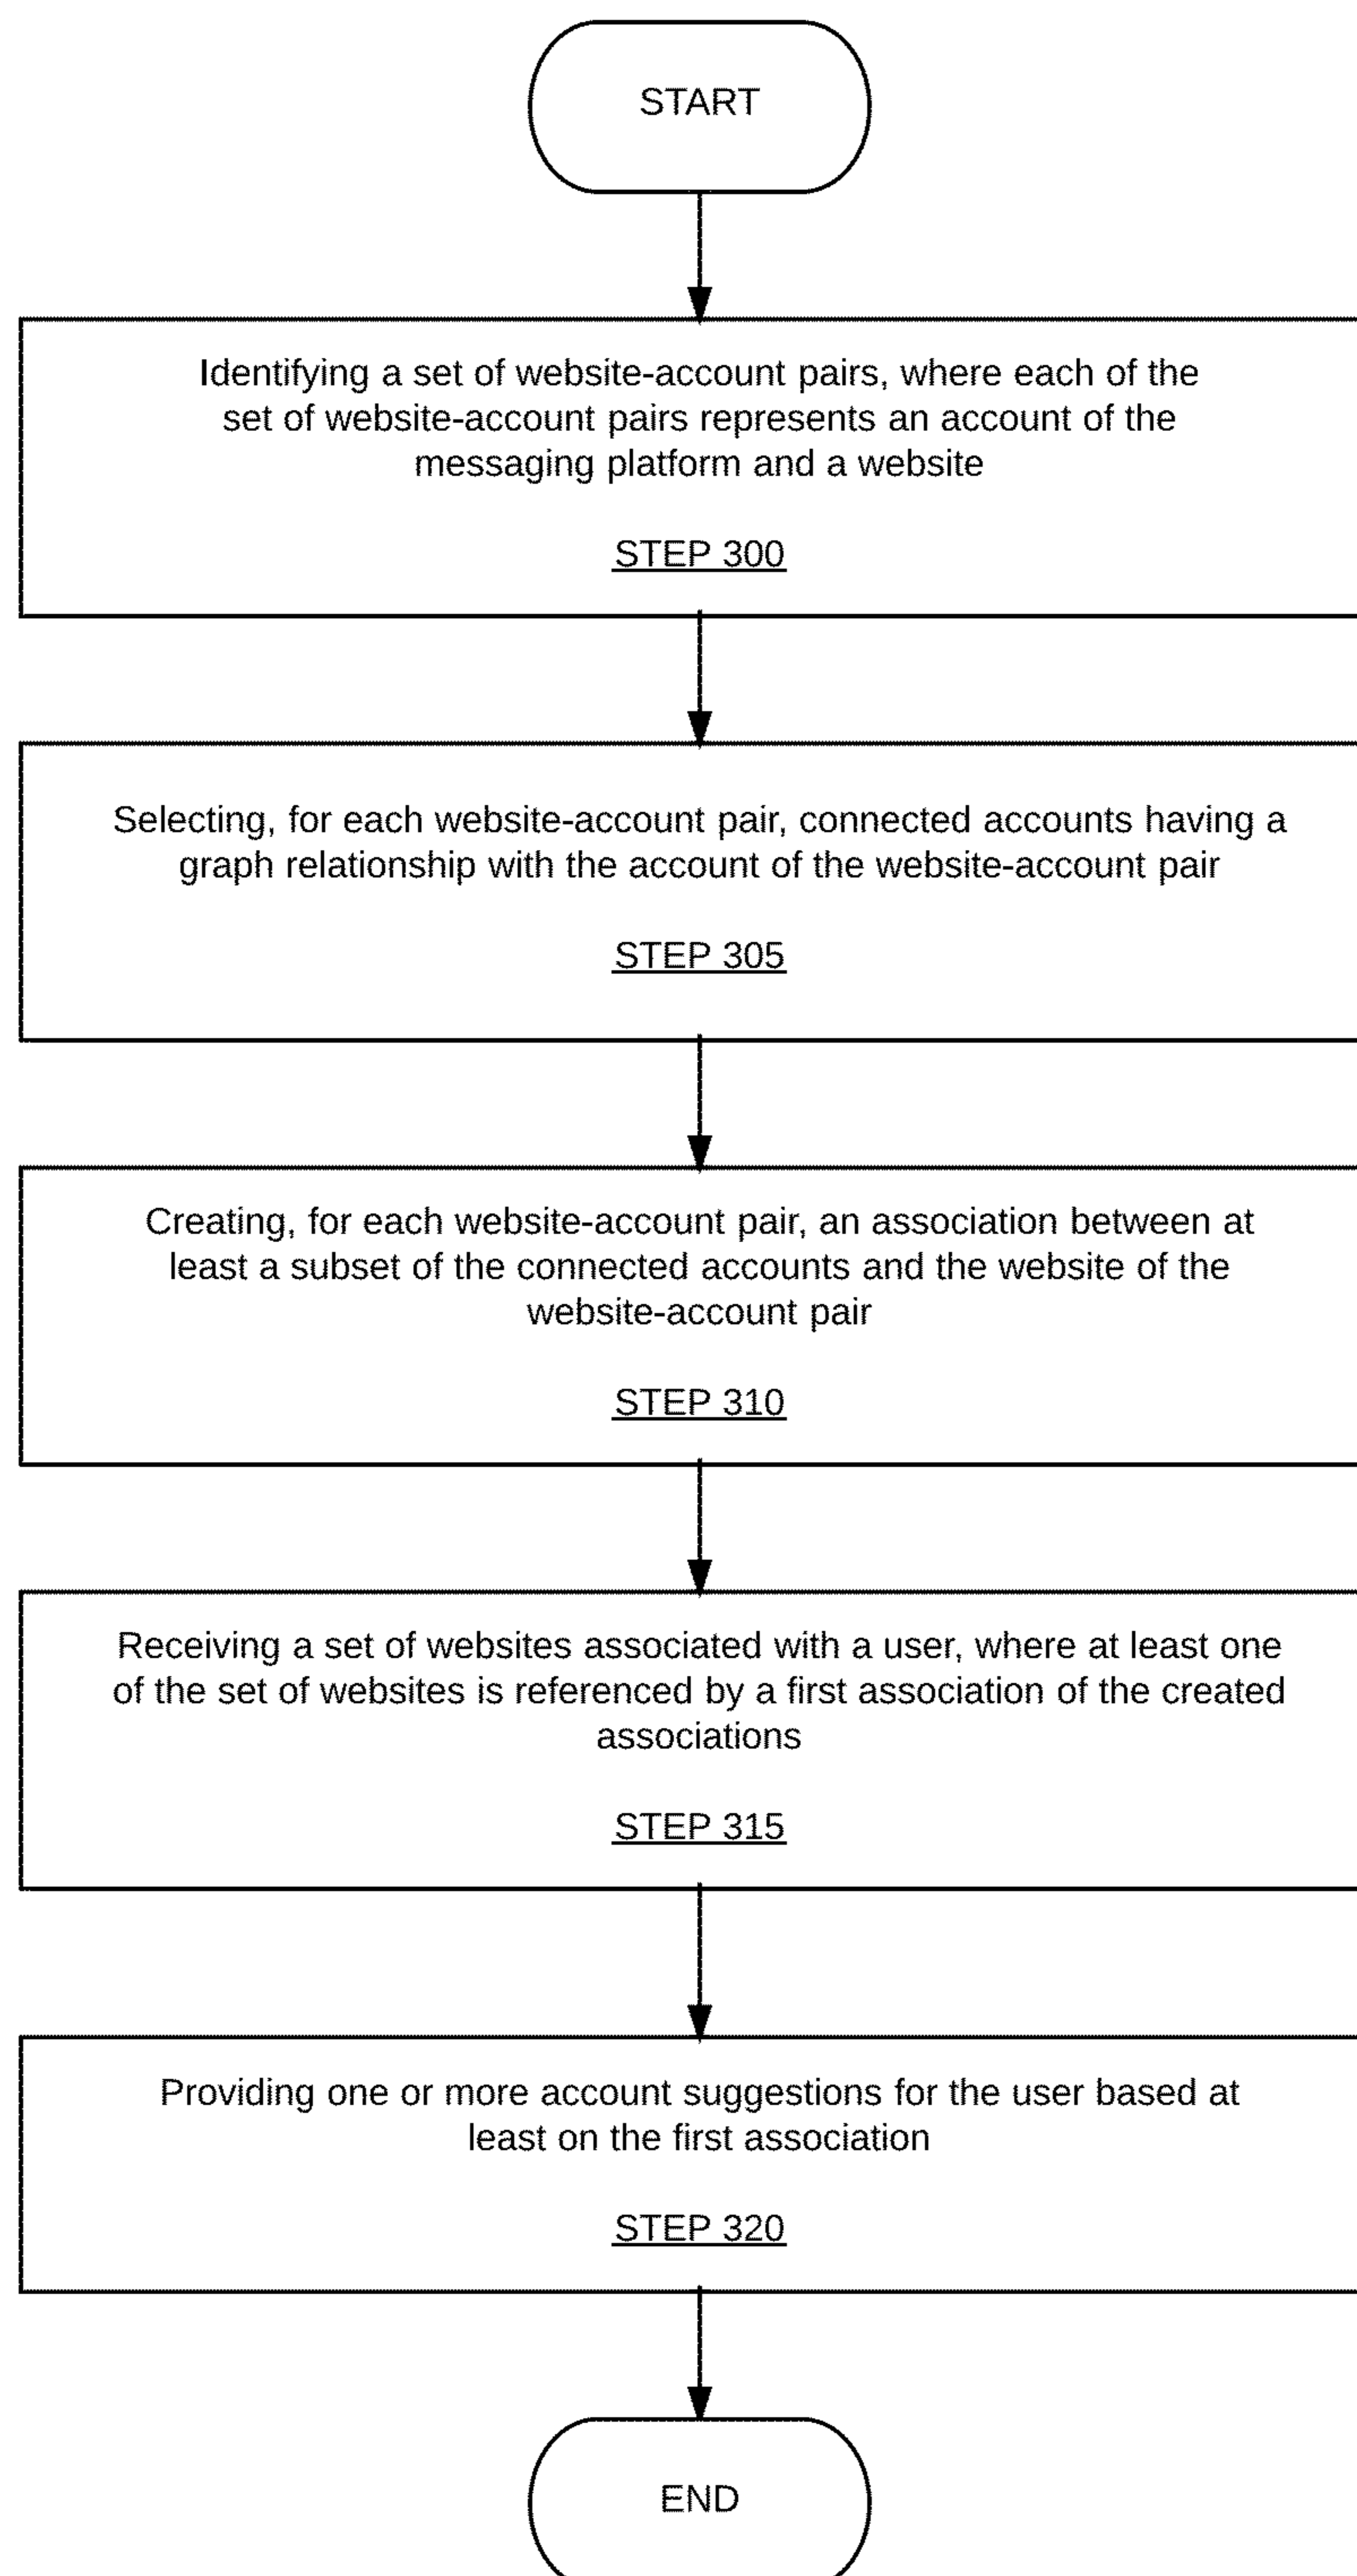 START
Identifying a set of website-account pairs, where each of the
set of website-account pairs represents an account of the
messaging platform and a website
STEP 300
Selecting, for each website-account pair, connected accounts having a
graph relationship with the account of the website-account pair
STEP 305
Creating, for each website-account pair, an association between at
least a subset of the connected accounts and the website of the
website-account pair
STEP 310
Receiving a set of websites associated with a user, where at least one
of the set of websites is referenced by a first association of the created
associations
STEP 315
Providing one or more account suggestions for the user based at
least on the first association
STEP 320
END